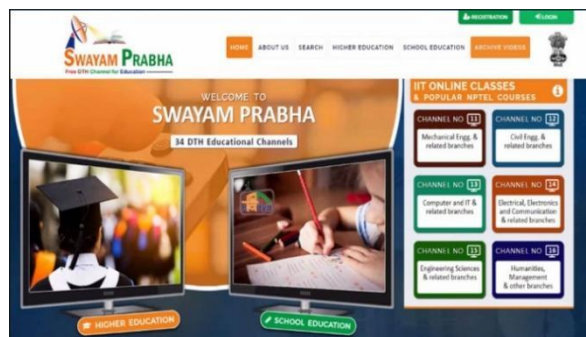 REGISTRATION LOGIN
SWAYAM PRABHA
Free DTH Channel for Education
HOME ABOUT US SEARCH HIGHER EDUCATION SCHOOL EDUCATION ARCHIVE VIDEOS
WELCOME TO
SWAYAM PRABHA
34 DTH Educational Channels
HIGHER EDUCATION
SCHOOL EDUCATION
IIT ONLINE CLASSES
& POPULAR NPTEL COURSES
CHANNEL NO 11
Mechanical Engg. &
related branches
CHANNEL NO 12
Civil Engg. &
related branches
CHANNEL NO 13
Computer and IT &
related branches
CHANNEL NO 14
Electrical, Electronics
and Communication
& related branches
CHANNEL NO 15
Engineering Sciences
& related branches
CHANNEL NO 16
Humanities,
Management
& other branches